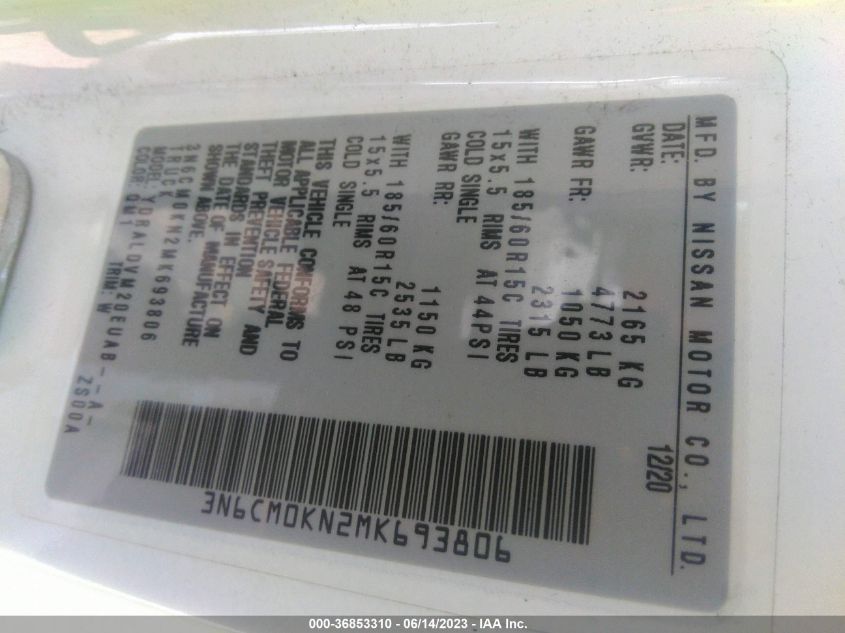 MFD. BY NISSAN MOTOR CO., LTD.
DATE: 12/20
GVWR: 2165 KG
4773 LB
GAWR FR: 1050 KG
2315 LB
WITH 185/60R15C TIRES
15x5.5 RIMS AT 44PSI
COLD SINGLE
GAWR RR: 1150 KG
2535 LB
WITH 185/60R15C TIRES
15x5.5 RIMS AT 48 PSI
COLD SINGLE
THIS VEHICLE CONFORMS TO
ALL APPLICABLE FEDERAL
MOTOR VEHICLE SAFETY AND
THEFT PREVENTION
STANDARDS IN EFFECT ON
THE DATE OF MANUFACTURE
SHOWN ABOVE.
3N6CM0KN2MK693806
TRUCK
MODEL: YDRALDVM20EUAB--A-
COLOR: QM1 TRIM: W ZS00A
3N6CM0KN2MK693806
000-36853310 - 06/14/2023 - IAA Inc.